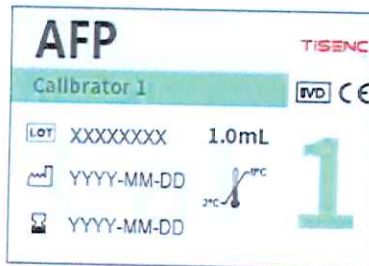 AFP
TISENC
Calibrator 1
IVD CE
LOT XXXXXXXX 1.0mL
YYYY-MM-DD 2°C 8°C
YYYY-MM-DD
1